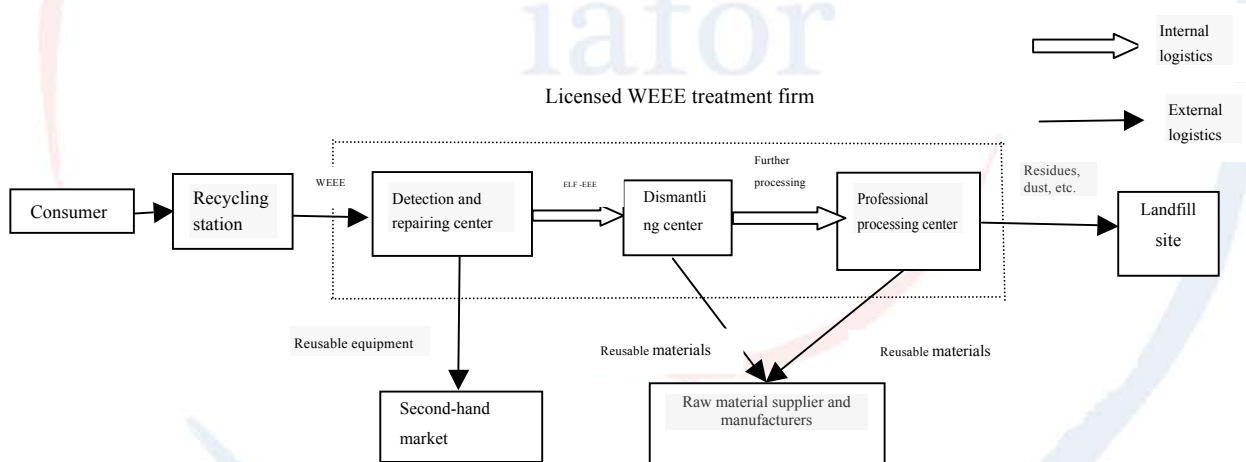 iafor
Internal
logistics
Licensed WEEE treatment firm
External
logistics
Further
processing
Residues,
dust, etc.
WEEE
ELF -EEE
Consumer
Recycling
station
Detection and
repairing center
Dismantli
ng center
Professional
processing center
Landfill
site
Reusable equipment
Reusable materials
Reusable materials
Second-hand
market
Raw material supplier and
manufacturers